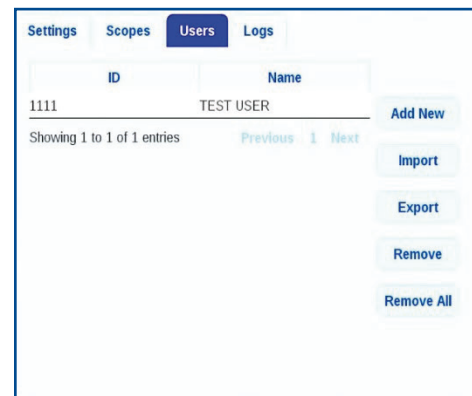 Settings Scopes Users Logs
ID Name
1111 TEST USER
Showing 1 to 1 of 1 entries Previous 1 Next
Add New
Import
Export
Remove
Remove All